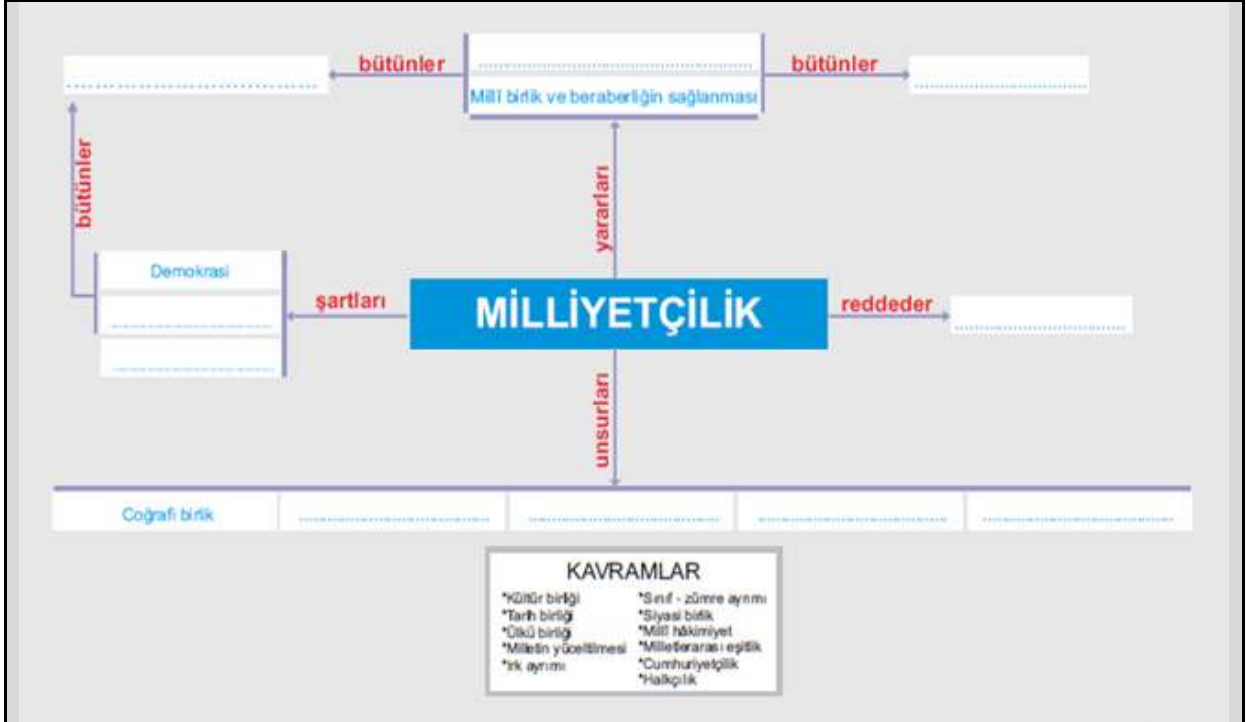 bütünler
bütünler
Millî birlik ve beraberliğin sağlanması
bütünler
yararları
Demokrasi
şartları
MİLLİYETÇİLİK
reddeder
unsurları
Coğrafi birlik
KAVRAMLAR
*Kültür birliği
*Tarih birliği
*Ülkü birliği
*Milletin yüceltilmesi
*Irk ayrımı
*Sınıf - zümre ayrımı
*Siyasi birlik
*Millî hâkimiyet
*Milletlerarası eşitlik
*Cumhuriyetçilik
*Halkçılık